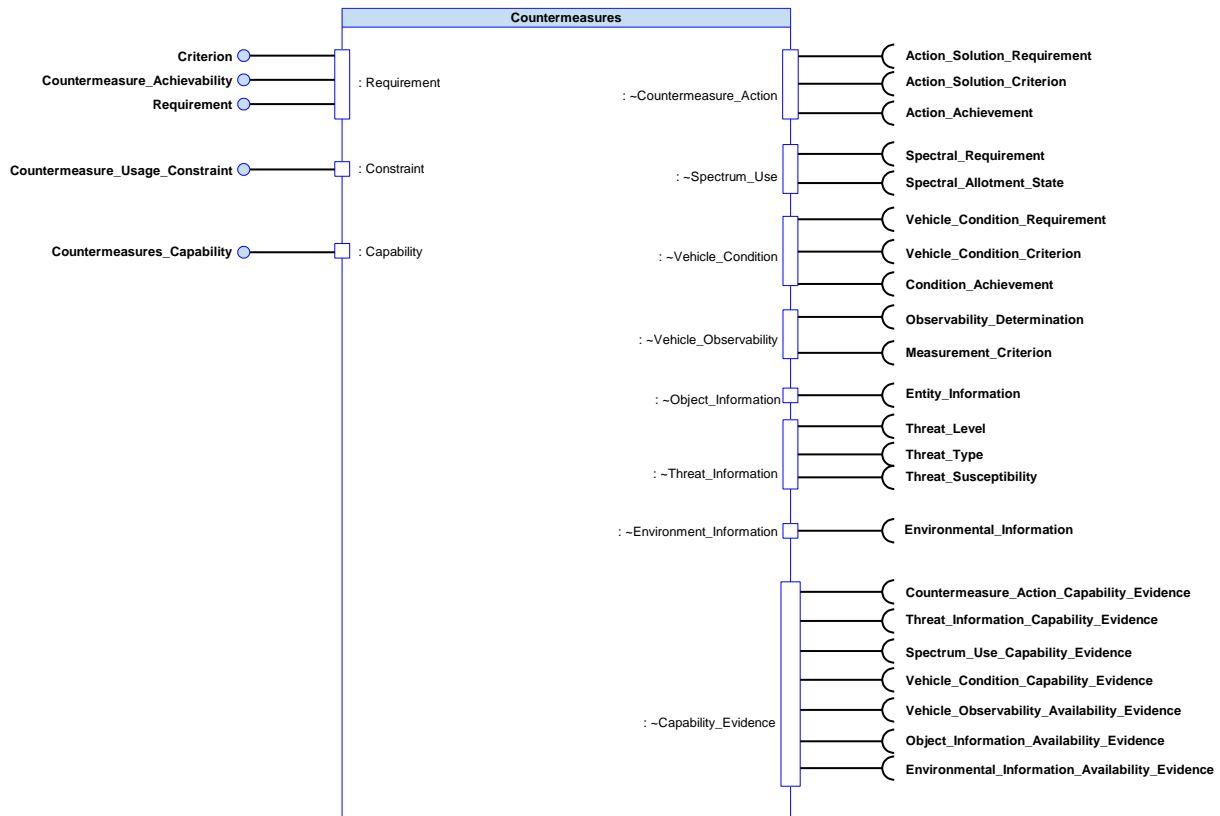 Countermeasures
Criterion
Countermeasure_Achievability
Requirement
: Requirement
Countermeasure_Usage_Constraint
: Constraint
Countermeasures_Capability
: Capability
: ~Countermeasure_Action
Action_Solution_Requirement
Action_Solution_Criterion
Action_Achievement
: ~Spectrum_Use
Spectral_Requirement
Spectral_Allotment_State
: ~Vehicle_Condition
Vehicle_Condition_Requirement
Vehicle_Condition_Criterion
Condition_Achievement
: ~Vehicle_Observability
Observability_Determination
Measurement_Criterion
: ~Object_Information
Entity_Information
: ~Threat_Information
Threat_Level
Threat_Type
Threat_Susceptibility
: ~Environment_Information
Environmental_Information
: ~Capability_Evidence
Countermeasure_Action_Capability_Evidence
Threat_Information_Capability_Evidence
Spectrum_Use_Capability_Evidence
Vehicle_Condition_Capability_Evidence
Vehicle_Observability_Availability_Evidence
Object_Information_Availability_Evidence
Environmental_Information_Availability_Evidence